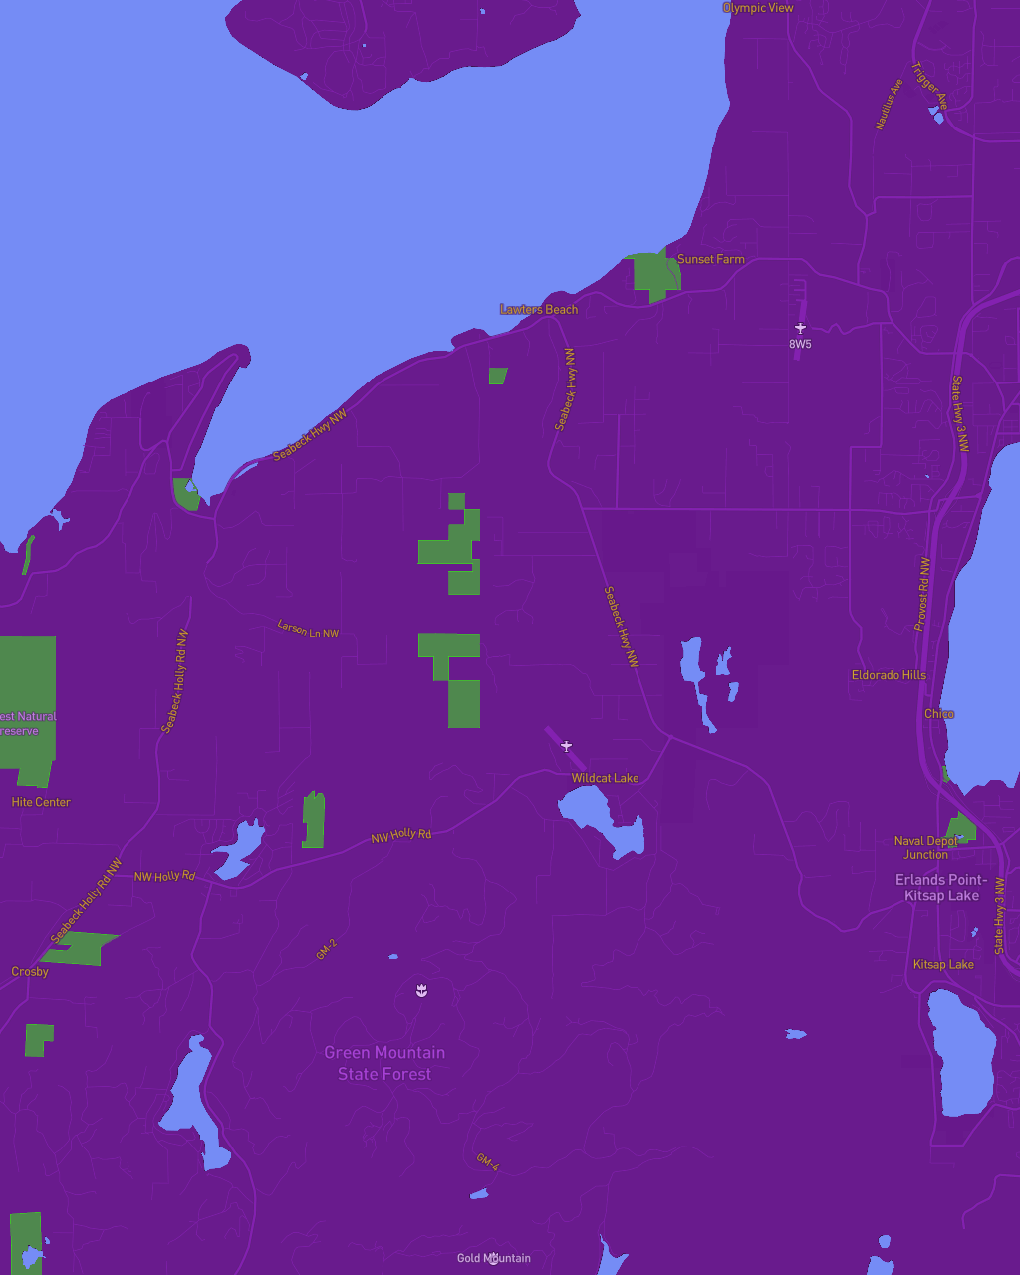 Olympic View
Trigger Ave
Nautilus Ave
Sunset Farm
Lawters Beach
8W5
Seabeck Hwy NW
State Hwy 3 NW
Seabeck Hwy NW
Provost Rd NW
Seabeck Hwy NW
Larson Ln NW
Seabeck Holly Rd NW
Eldorado Hills
est Natural
reserve
Chico
Wildcat Lake
Hite Center
NW Holly Rd
Naval Depot
Junction
NW Holly Rd
Erlands Point-
Kitsap Lake
Seabeck Holly Rd NW
State Hwy 3 NW
GM-2
Crosby
Kitsap Lake
Green Mountain
State Forest
GM-4
Gold Mountain